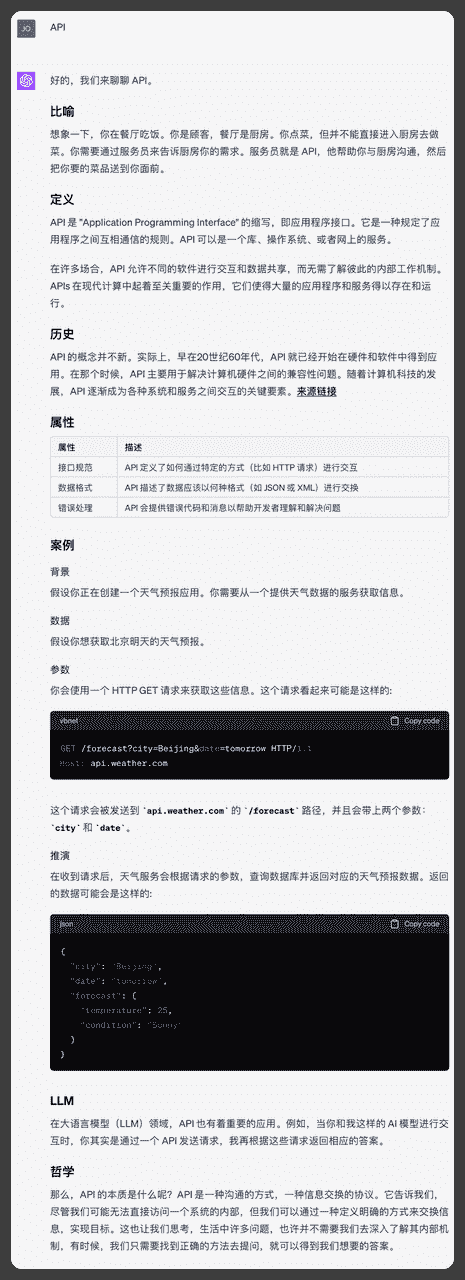 JO
API
好的，我们来聊聊 API。
比喻
想象一下，你在餐厅吃饭。你是顾客，餐厅是厨房。你点菜，但并不能直接进入厨房去做
菜。你需要通过服务员来告诉厨房你的需求。服务员就是 API，他帮助你与厨房沟通，然后
把你要的菜品送到你面前。
定义
API 是 "Application Programming Interface" 的缩写，即应用程序接口。它是一种规定了应
用程序之间互相通信的规则。API 可以是一个库、操作系统、或者网上的服务。
在许多场合，API 允许不同的软件进行交互和数据共享，而无需了解彼此的内部工作机制。
APIs 在现代计算中起着至关重要的作用，它们使得大量的应用程序和服务得以存在和运
行。
历史
API 的概念并不新。实际上，早在20世纪60年代，API 就已经开始在硬件和软件中得到应
用。在那个时候，API 主要用于解决计算机硬件之间的兼容性问题。随着计算机科技的发
展，API 逐渐成为各种系统和服务之间交互的关键要素。来源链接
属性
属性 描述
接口规范 API 定义了如何通过特定的方式（比如 HTTP 请求）进行交互
数据格式 API 描述了数据应该以何种格式（如 JSON 或 XML）进行交换
错误处理 API 会提供错误代码和消息以帮助开发者理解和解决问题
案例
背景
假设你正在创建一个天气预报应用。你需要从一个提供天气数据的服务获取信息。
数据
假设你想获取北京明天的天气预报。
参数
你会使用一个 HTTP GET 请求来获取这些信息。这个请求看起来可能是这样的:
vbnet Copy code
GET /forecast?city=Beijing&date=tomorrow HTTP/1.1
Host: api.weather.com
这个请求会被发送到 `api.weather.com` 的 `/forecast` 路径，并且会带上两个参数：
`city` 和 `date`。
推演
在收到请求后，天气服务会根据请求的参数，查询数据库并返回对应的天气预报数据。返回
的数据可能会是这样的:
json Copy code
{
"city": "Beijing",
"date": "tomorrow",
"forecast": {
"temperature": 25,
"condition": "Sunny"
}
}
LLM
在大语言模型（LLM）领域，API 也有着重要的应用。例如，当你和我这样的 AI 模型进行交
互时，你其实是通过一个 API 发送请求，我再根据这些请求返回相应的答案。
哲学
那么，API 的本质是什么呢？API 是一种沟通的方式，一种信息交换的协议。它告诉我们，
尽管我们可能无法直接访问一个系统的内部，但我们可以通过一种定义明确的方式来交换信
息，实现目标。这也让我们思考，生活中许多问题，也许并不需要我们去深入了解其内部机
制，有时候，我们只需要找到正确的方法去提问，就可以得到我们想要的答案。